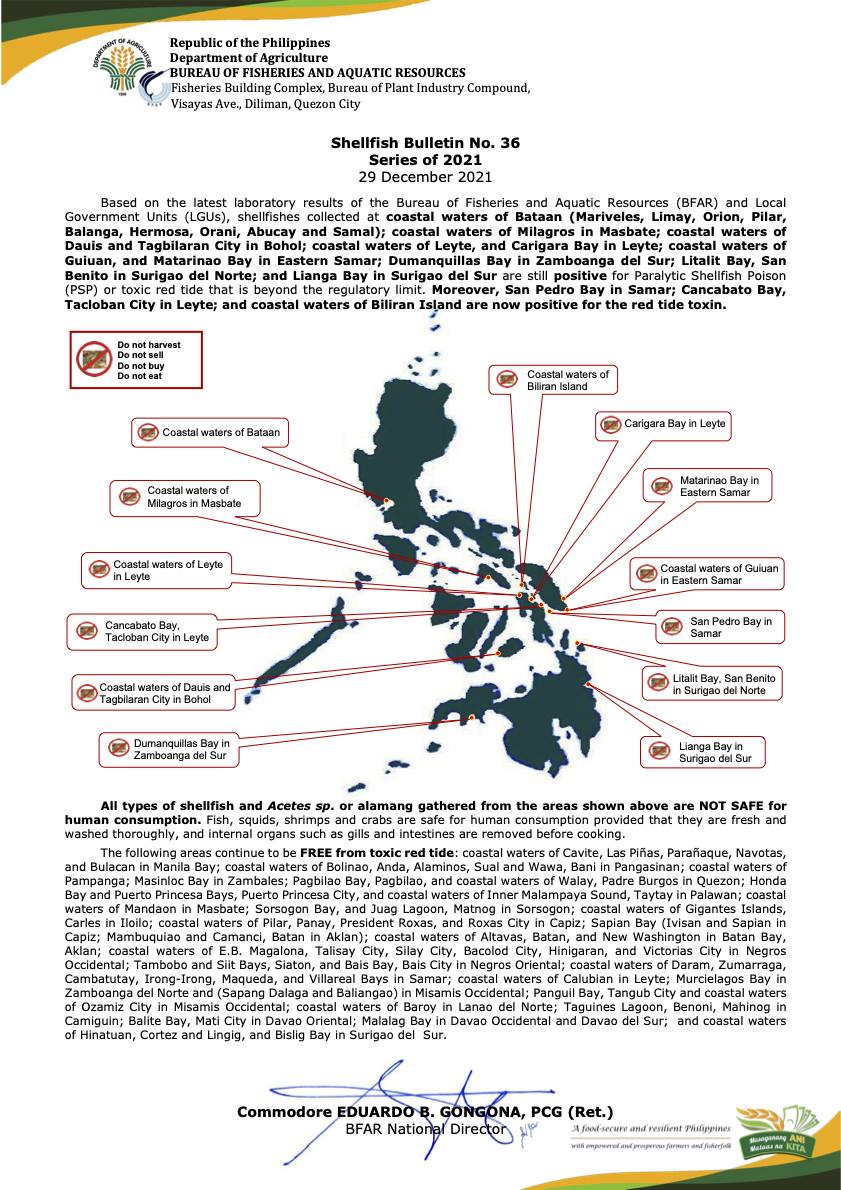 Republic of the Philippines
Department of Agriculture
BUREAU OF FISHERIES AND AQUATIC RESOURCES
Fisheries Building Complex, Bureau of Plant Industry Compound,
Visayas Ave., Diliman, Quezon City
DEPARTMENT OF AGRICULTURE
1898
BFAR
Shellfish Bulletin No. 36
Series of 2021
29 December 2021
Based on the latest laboratory results of the Bureau of Fisheries and Aquatic Resources (BFAR) and Local
Government Units (LGUs), shellfishes collected at coastal waters of Bataan (Mariveles, Limay, Orion, Pilar,
Balanga, Hermosa, Orani, Abucay and Samal); coastal waters of Milagros in Masbate; coastal waters of
Dauis and Tagbilaran City in Bohol; coastal waters of Leyte, and Carigara Bay in Leyte; coastal waters of
Guiuan, and Matarinao Bay in Eastern Samar; Dumanquillas Bay in Zamboanga del Sur; Litalit Bay, San
Benito in Surigao del Norte; and Lianga Bay in Surigao del Sur are still positive for Paralytic Shellfish Poison
(PSP) or toxic red tide that is beyond the regulatory limit. Moreover, San Pedro Bay in Samar; Cancabato Bay,
Tacloban City in Leyte; and coastal waters of Biliran Island are now positive for the red tide toxin.
Do not harvest
Do not sell
Do not buy
Do not eat
Coastal waters of
Biliran Island
Carigara Bay in Leyte
Coastal waters of Bataan
Matarinao Bay in
Eastern Samar
Coastal waters of
Milagros in Masbate
Coastal waters of Leyte
in Leyte
Coastal waters of Guiuan
in Eastern Samar
Cancabato Bay,
Tacloban City in Leyte
San Pedro Bay in
Samar
Coastal waters of Dauis and
Tagbilaran City in Bohol
Litalit Bay, San Benito
in Surigao del Norte
Dumanquillas Bay in
Zamboanga del Sur
Lianga Bay in
Surigao del Sur
All types of shellfish and Acetes sp. or alamang gathered from the areas shown above are NOT SAFE for
human consumption. Fish, squids, shrimps and crabs are safe for human consumption provided that they are fresh and
washed thoroughly, and internal organs such as gills and intestines are removed before cooking.
The following areas continue to be FREE from toxic red tide: coastal waters of Cavite, Las Piñas, Parañaque, Navotas,
and Bulacan in Manila Bay; coastal waters of Bolinao, Anda, Alaminos, Sual and Wawa, Bani in Pangasinan; coastal waters of
Pampanga; Masinloc Bay in Zambales; Pagbilao Bay, Pagbilao, and coastal waters of Walay, Padre Burgos in Quezon; Honda
Bay and Puerto Princesa Bays, Puerto Princesa City, and coastal waters of Inner Malampaya Sound, Taytay in Palawan; coastal
waters of Mandaon in Masbate; Sorsogon Bay, and Juag Lagoon, Matnog in Sorsogon; coastal waters of Gigantes Islands,
Carles in Iloilo; coastal waters of Pilar, Panay, President Roxas, and Roxas City in Capiz; Sapian Bay (Ivisan and Sapian in
Capiz; Mambuquiao and Camanci, Batan in Aklan); coastal waters of Altavas, Batan, and New Washington in Batan Bay,
Aklan; coastal waters of E.B. Magalona, Talisay City, Silay City, Bacolod City, Hinigaran, and Victorias City in Negros
Occidental; Tambobo and Siit Bays, Siaton, and Bais Bay, Bais City in Negros Oriental; coastal waters of Daram, Zumarraga,
Cambatutay, Irong-Irong, Maqueda, and Villareal Bays in Samar; coastal waters of Calubian in Leyte; Murcielagos Bay in
Zamboanga del Norte and (Sapang Dalaga and Baliangao) in Misamis Occidental; Panguil Bay, Tangub City and coastal waters
of Ozamiz City in Misamis Occidental; coastal waters of Baroy in Lanao del Norte; Taguines Lagoon, Benoni, Mahinog in
Camiguin; Balite Bay, Mati City in Davao Oriental; Malalag Bay in Davao Occidental and Davao del Sur; and coastal waters
of Hinatuan, Cortez and Lingig, and Bislig Bay in Surigao del Sur.
Commodore EDUARDO B. GONGONA, PCG (Ret.)
BFAR National Director
A food-secure and resilient Philippines
with empowered and prosperous farmers and fisherfolk
Masaganang ANI
Mataas na KITA